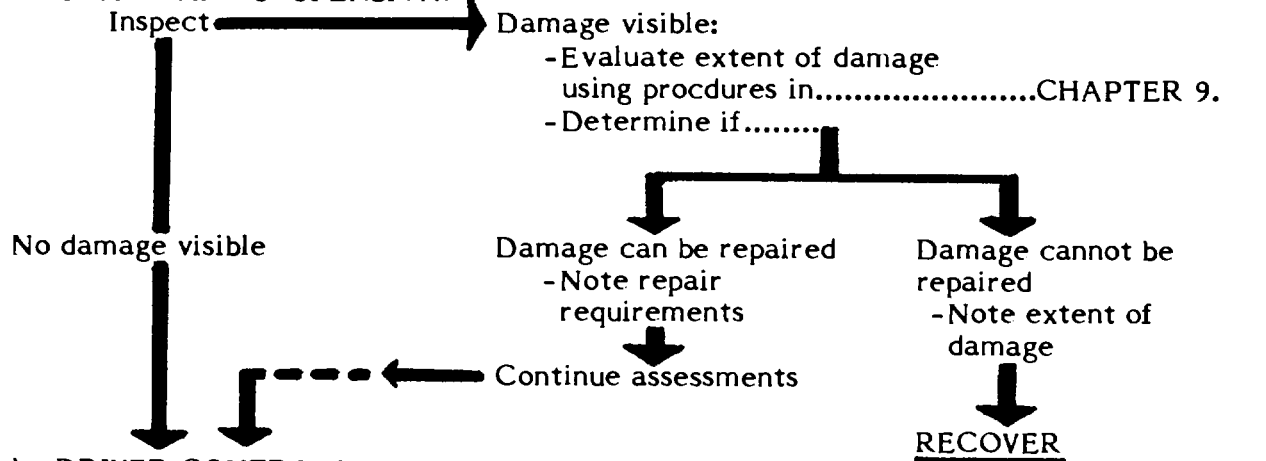 Inspect
Damage visible:
-Evaluate extent of damage
using procdures in.......................CHAPTER 9.
-Determine if.........
No damage visible
Damage can be repaired
-Note repair
requirements
Continue assessments
Damage cannot be
repaired
-Note extent of
damage
RECOVER